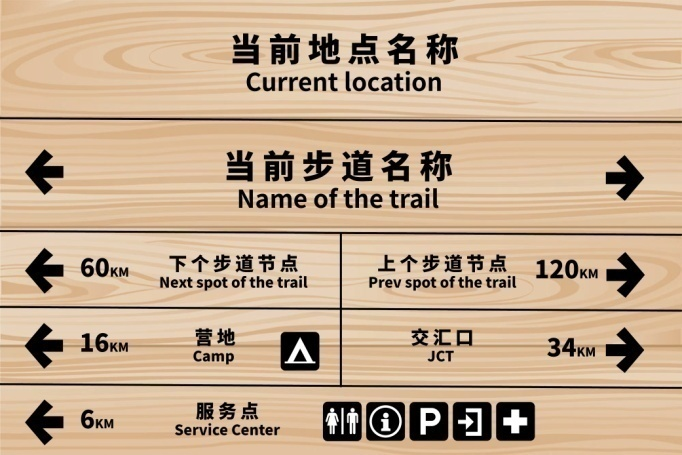 当前地点名称
Current location
当前步道名称
Name of the trail
60KM 下个步道节点
Next spot of the trail
上个步道节点 120KM
Prev spot of the trail
16KM 营地
Camp
交汇口 34KM
JCT
6KM 服务点
Service Center
P